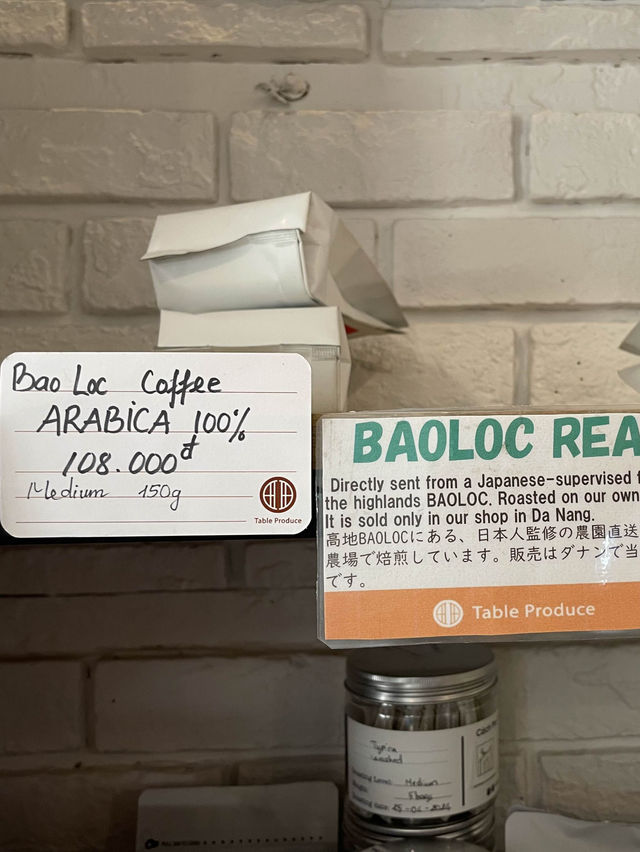 Bao Loc Coffee
ARABICA 100%
108.000đ
Medium 150g
Table Produce
BAOLOC REA
Directly sent from a Japanese-supervised f
the highlands BAOLOC. Roasted on our own
It is sold only in our shop in Da Nang.
高地BAOLOCにある、日本人監修の農園直送
農場で焙煎しています。販売はダナンで当
です。
Table Produce
Typica
washed
Medium